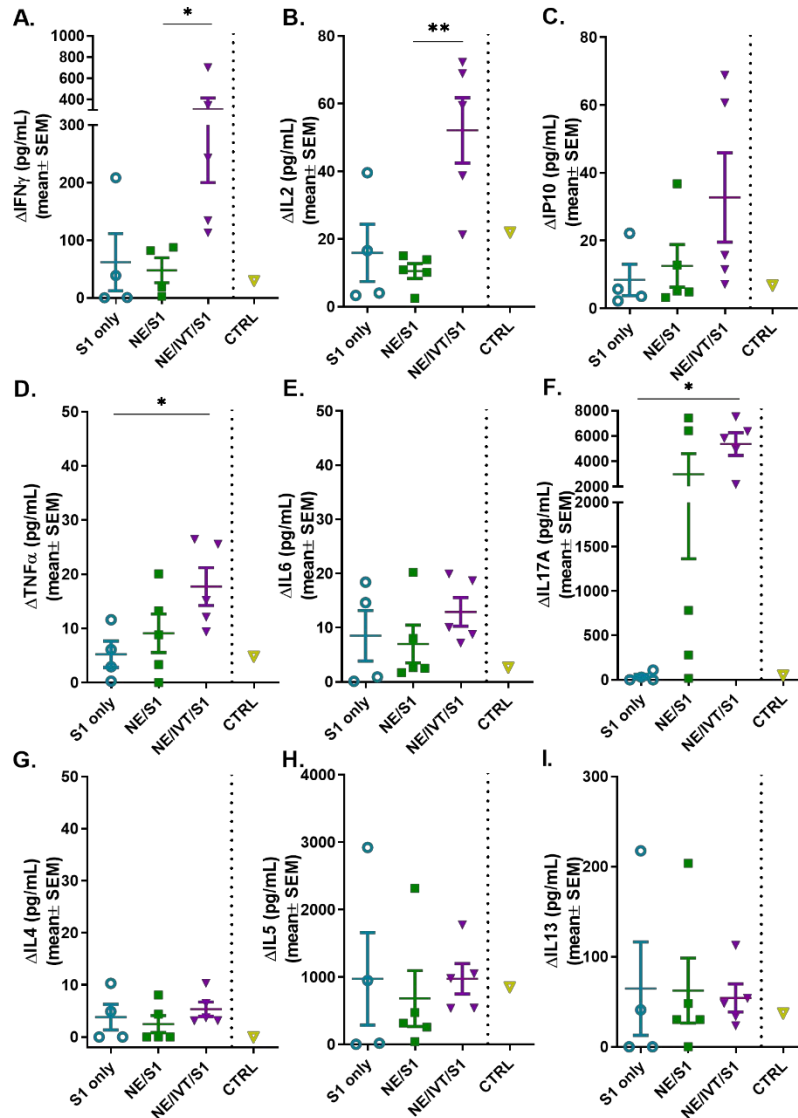 A.
*
1000
800
600
400
200
300
200
100
0
ΔIFNγ (pg/mL)
(mean± SEM)
S1 only
NE/S1
NE/IVT/S1
CTRL
B.
**
80
60
40
20
0
ΔIL2 (pg/mL)
(mean± SEM)
S1 only
NE/S1
NE/IVT/S1
CTRL
C.
80
60
40
20
0
ΔIP10 (pg/mL)
(mean± SEM)
S1 only
NE/S1
NE/IVT/S1
CTRL
D.
*
50
40
30
20
10
0
ΔTNFα (pg/mL)
(mean± SEM)
S1 only
NE/S1
NE/IVT/S1
CTRL
E.
50
40
30
20
10
0
ΔIL6 (pg/mL)
(mean± SEM)
S1 only
NE/S1
NE/IVT/S1
CTRL
F.
*
8000
6000
4000
2000
2000
1500
1000
500
0
ΔIL17A (pg/mL)
(mean± SEM)
S1 only
NE/S1
NE/IVT/S1
CTRL
G.
50
40
30
20
10
0
ΔIL4 (pg/mL)
(mean± SEM)
S1 only
NE/S1
NE/IVT/S1
CTRL
H.
4000
3000
2000
1000
0
ΔIL5 (pg/mL)
(mean± SEM)
S1 only
NE/S1
NE/IVT/S1
CTRL
I.
300
200
100
0
ΔIL13 (pg/mL)
(mean± SEM)
S1 only
NE/S1
NE/IVT/S1
CTRL